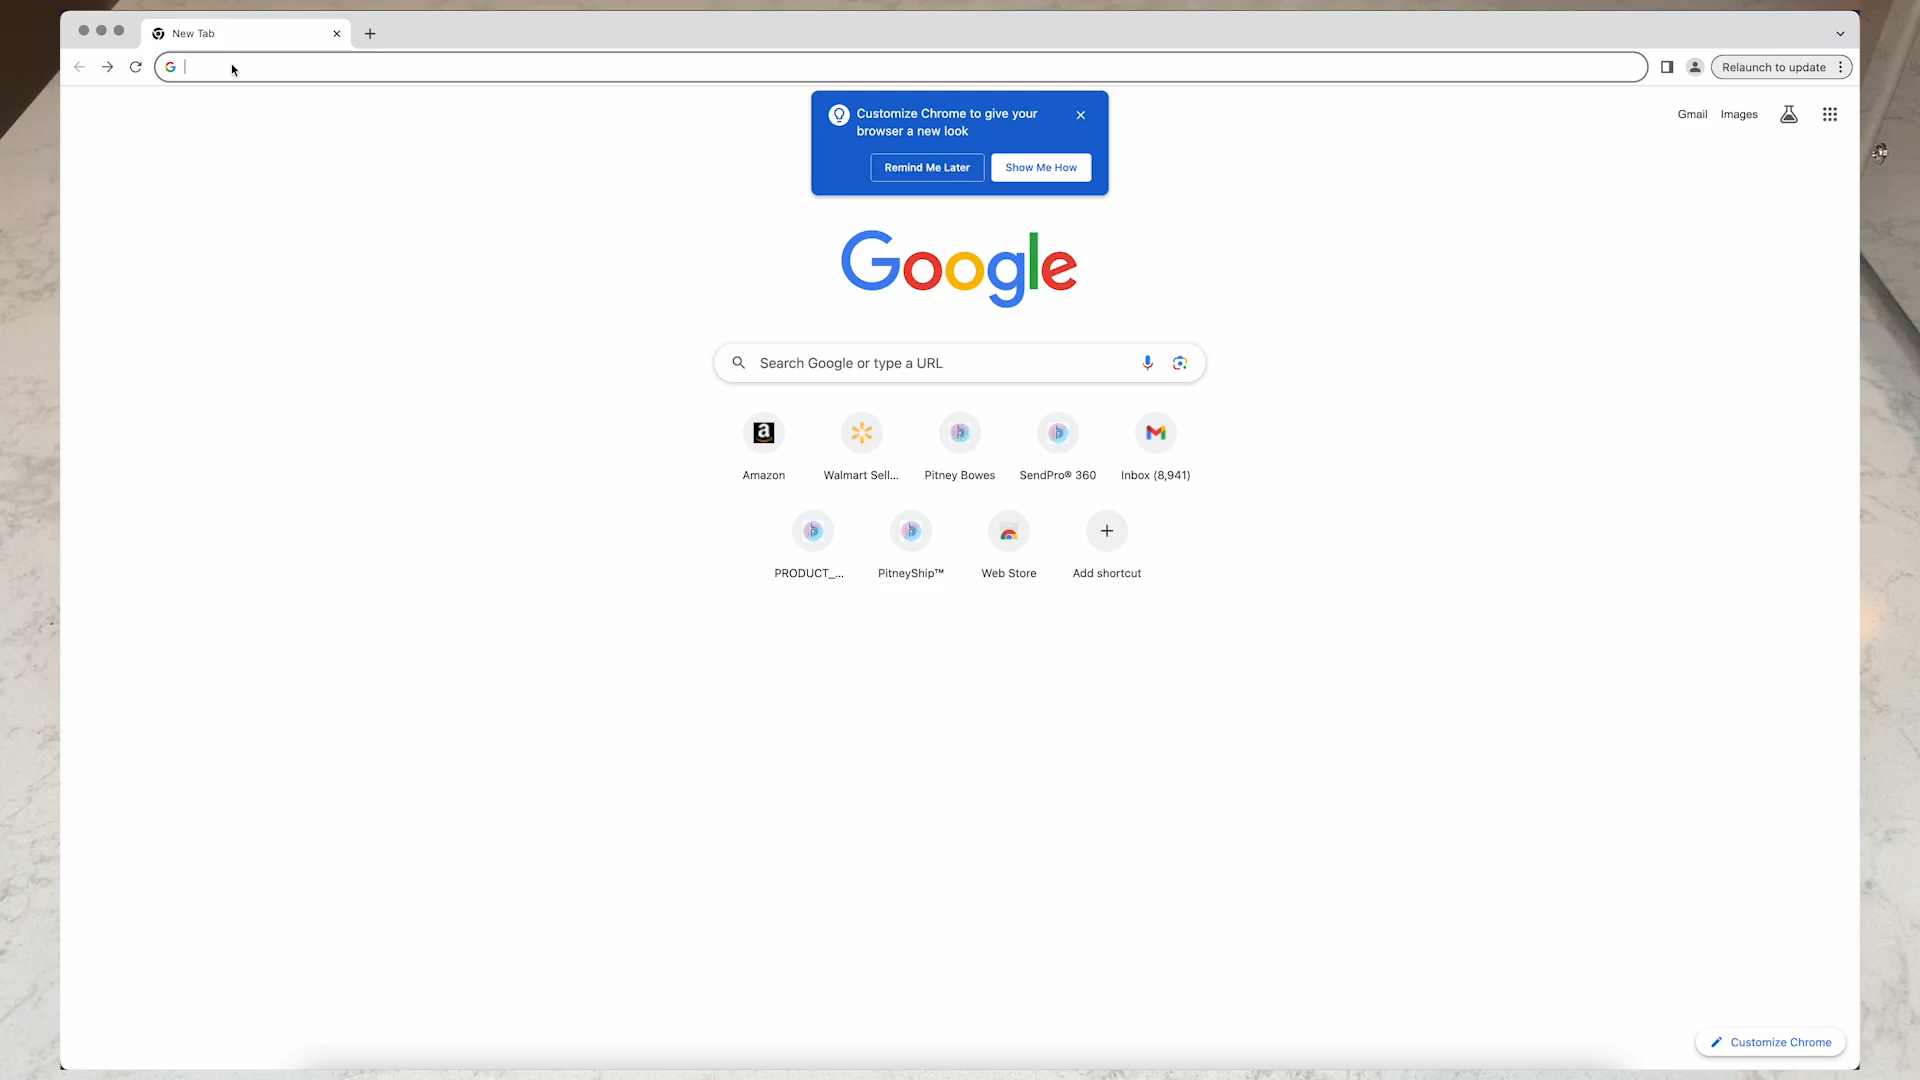 New Tab
Relaunch to update
Customize Chrome to give your
browser a new look
Remind Me Later
Show Me How
Gmail
Images
Google
Search Google or type a URL
Amazon
Walmart Sell...
Pitney Bowes
SendPro® 360
Inbox (8,941)
PRODUCT_...
PitneyShip™
Web Store
Add shortcut
Customize Chrome